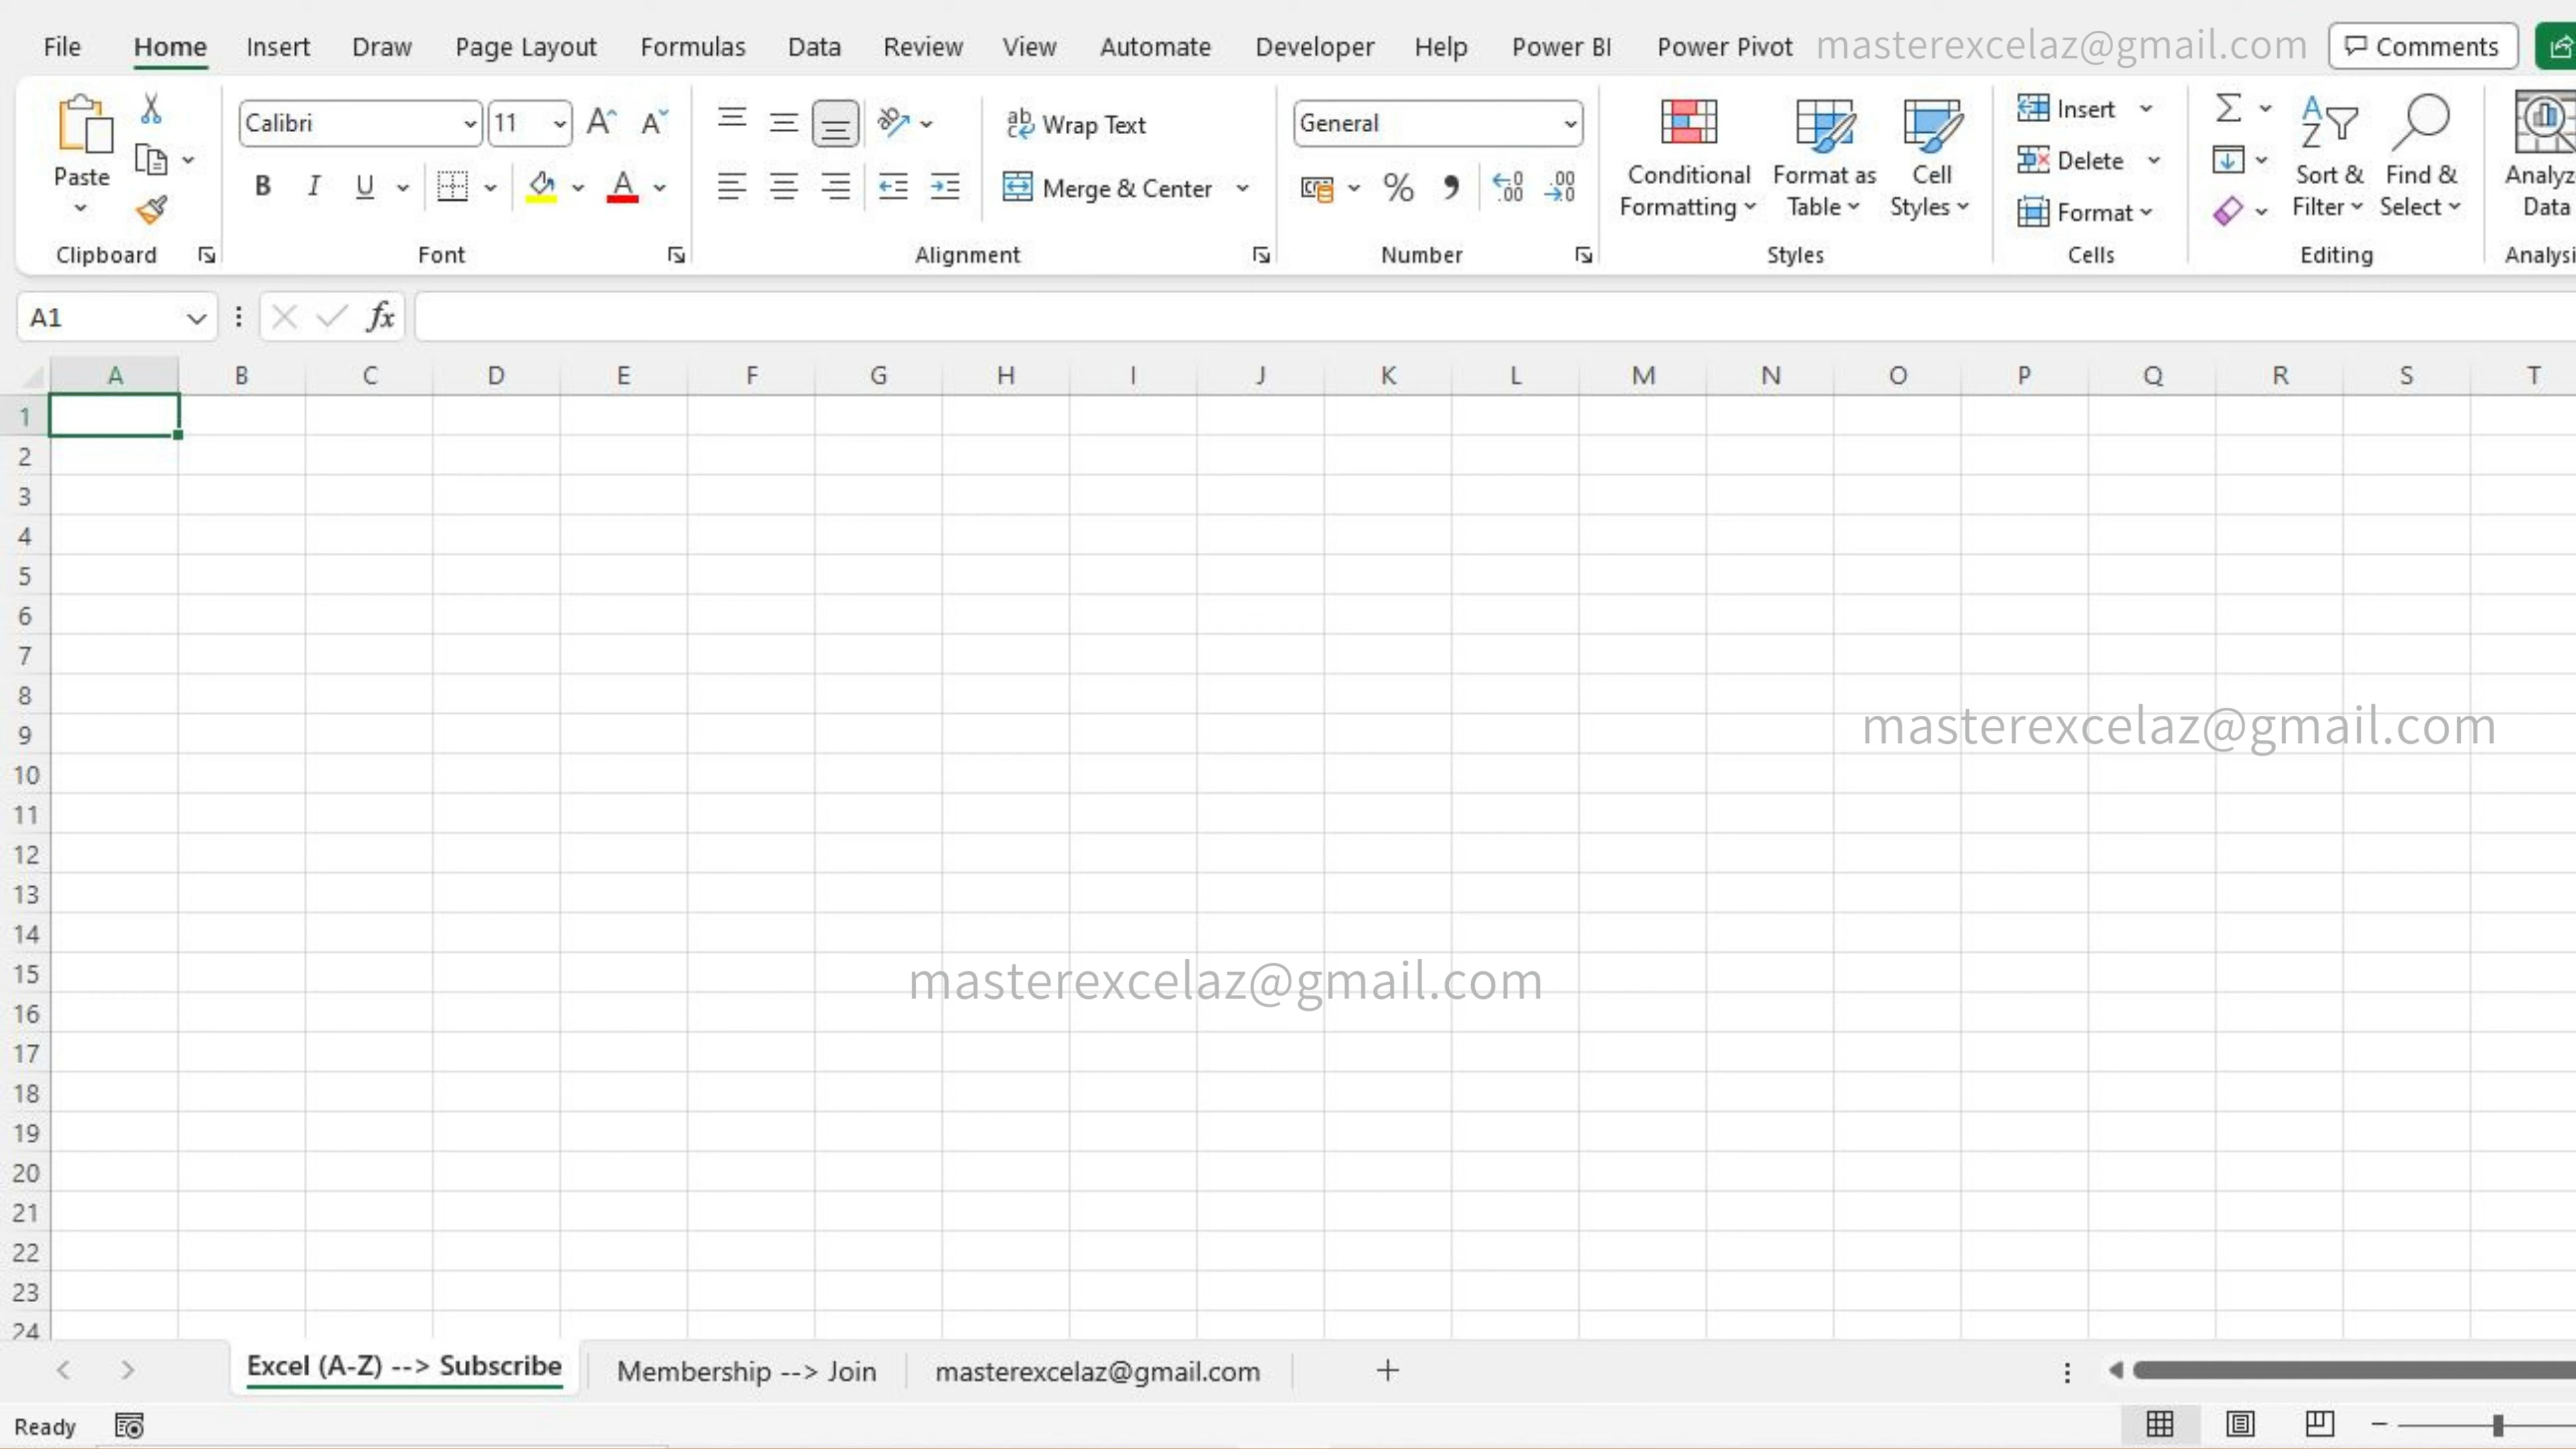 File Home Insert Draw Page Layout Formulas Data Review View Automate Developer Help Power BI Power Pivot masterexcelaz@gmail.com Comments
Calibri 11 Wrap Text General Insert
Paste Merge & Center Conditional Formatting Format as Table Cell Styles Delete Sort & Filter Find & Select Data
Format
Clipboard Font Alignment Number Styles Cells Editing
A1 fx
A B C D E F G H I J K L M N O P Q R S T
1
2
3
4
5
6
7
8
masterexcelaz@gmail.com
9
10
11
12
13
14
15
masterexcelaz@gmail.com
16
17
18
19
20
21
22
23
24
Excel (A-Z) --> Subscribe Membership --> Join masterexcelaz@gmail.com +
Ready